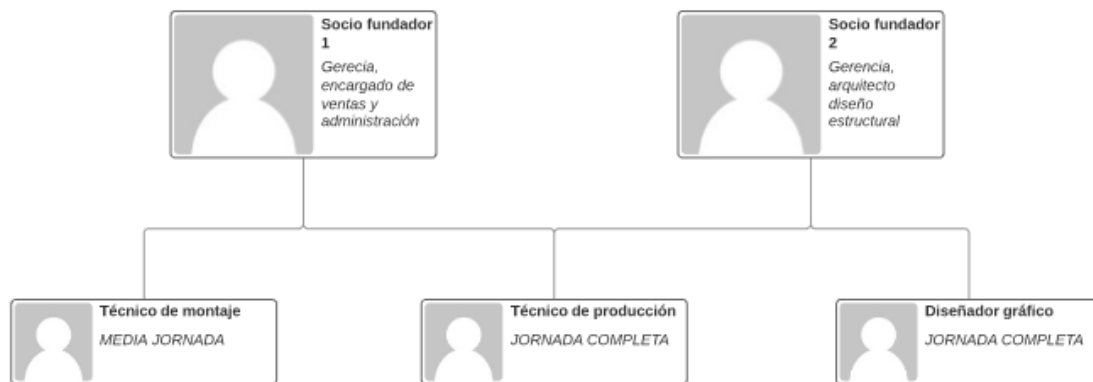 Socio fundador
1
Gerecia,
encargado de
ventas y
administración
Socio fundador
2
Gerencia,
arquitecto
diseño
estructural
Técnico de montaje
MEDIA JORNADA
Técnico de producción
JORNADA COMPLETA
Diseñador gráfico
JORNADA COMPLETA